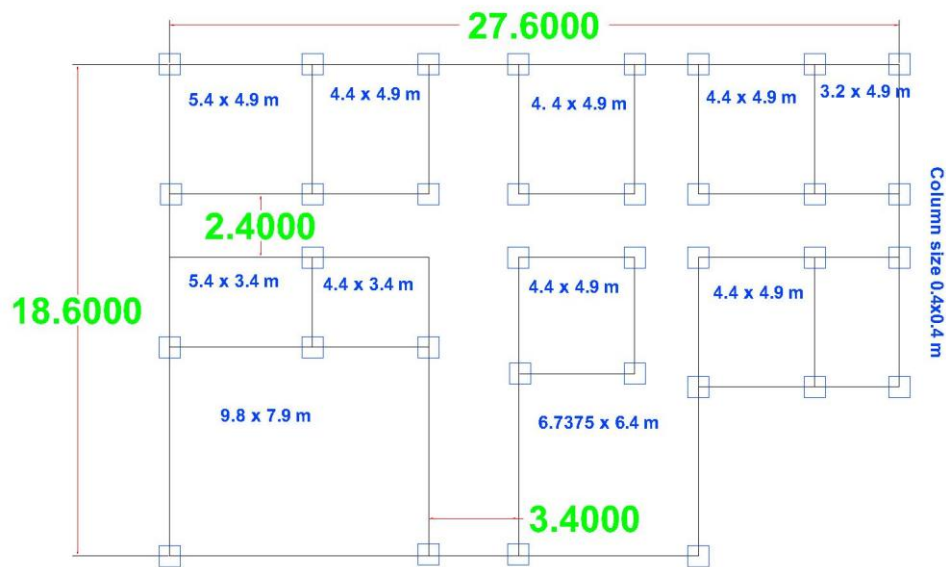 27.6000
5.4 x 4.9 m
4.4 x 4.9 m
4. 4 x 4.9 m
4.4 x 4.9 m
3.2 x 4.9 m
Column size 0.4x0.4 m
2.4000
18.6000
5.4 x 3.4 m
4.4 x 3.4 m
4.4 x 4.9 m
4.4 x 4.9 m
9.8 x 7.9 m
6.7375 x 6.4 m
3.4000